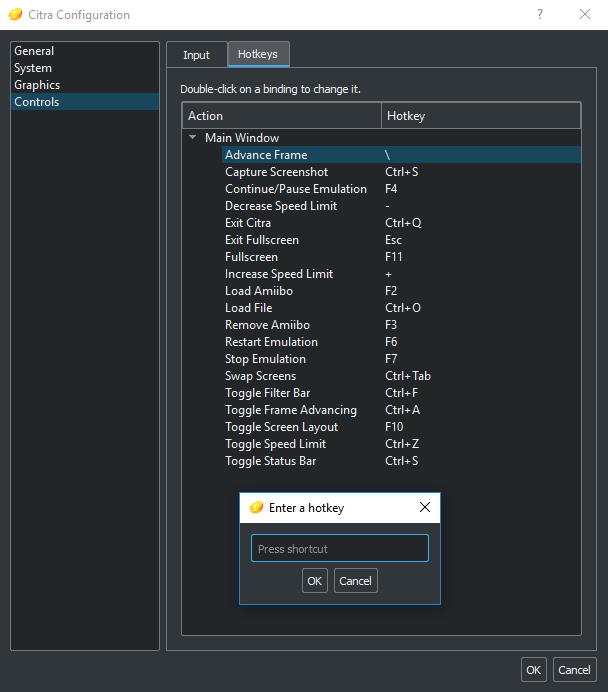 Citra Configuration
?
General
System
Graphics
Controls
Input
Hotkeys
Double-click on a binding to change it.
Action Hotkey
Main Window
Advance Frame \
Capture Screenshot Ctrl+S
Continue/Pause Emulation F4
Decrease Speed Limit -
Exit Citra Ctrl+Q
Exit Fullscreen Esc
Fullscreen F11
Increase Speed Limit +
Load Amiibo F2
Load File Ctrl+O
Remove Amiibo F3
Restart Emulation F6
Stop Emulation F7
Swap Screens Ctrl+Tab
Toggle Filter Bar Ctrl+F
Toggle Frame Advancing Ctrl+A
Toggle Screen Layout F10
Toggle Speed Limit Ctrl+Z
Toggle Status Bar Ctrl+S
Enter a hotkey
Press shortcut
OK Cancel
OK Cancel